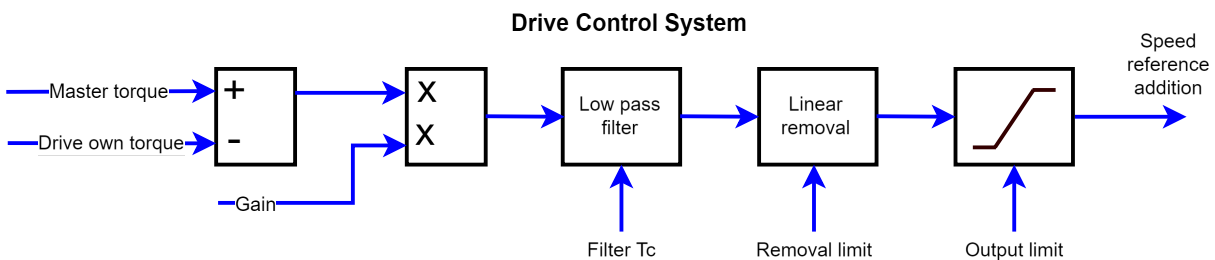 Drive Control System
Speed
reference
addition
Master torque
+
X
Low pass
filter
Linear
removal
Drive own torque
-
X
Gain
Filter Tc
Removal limit
Output limit